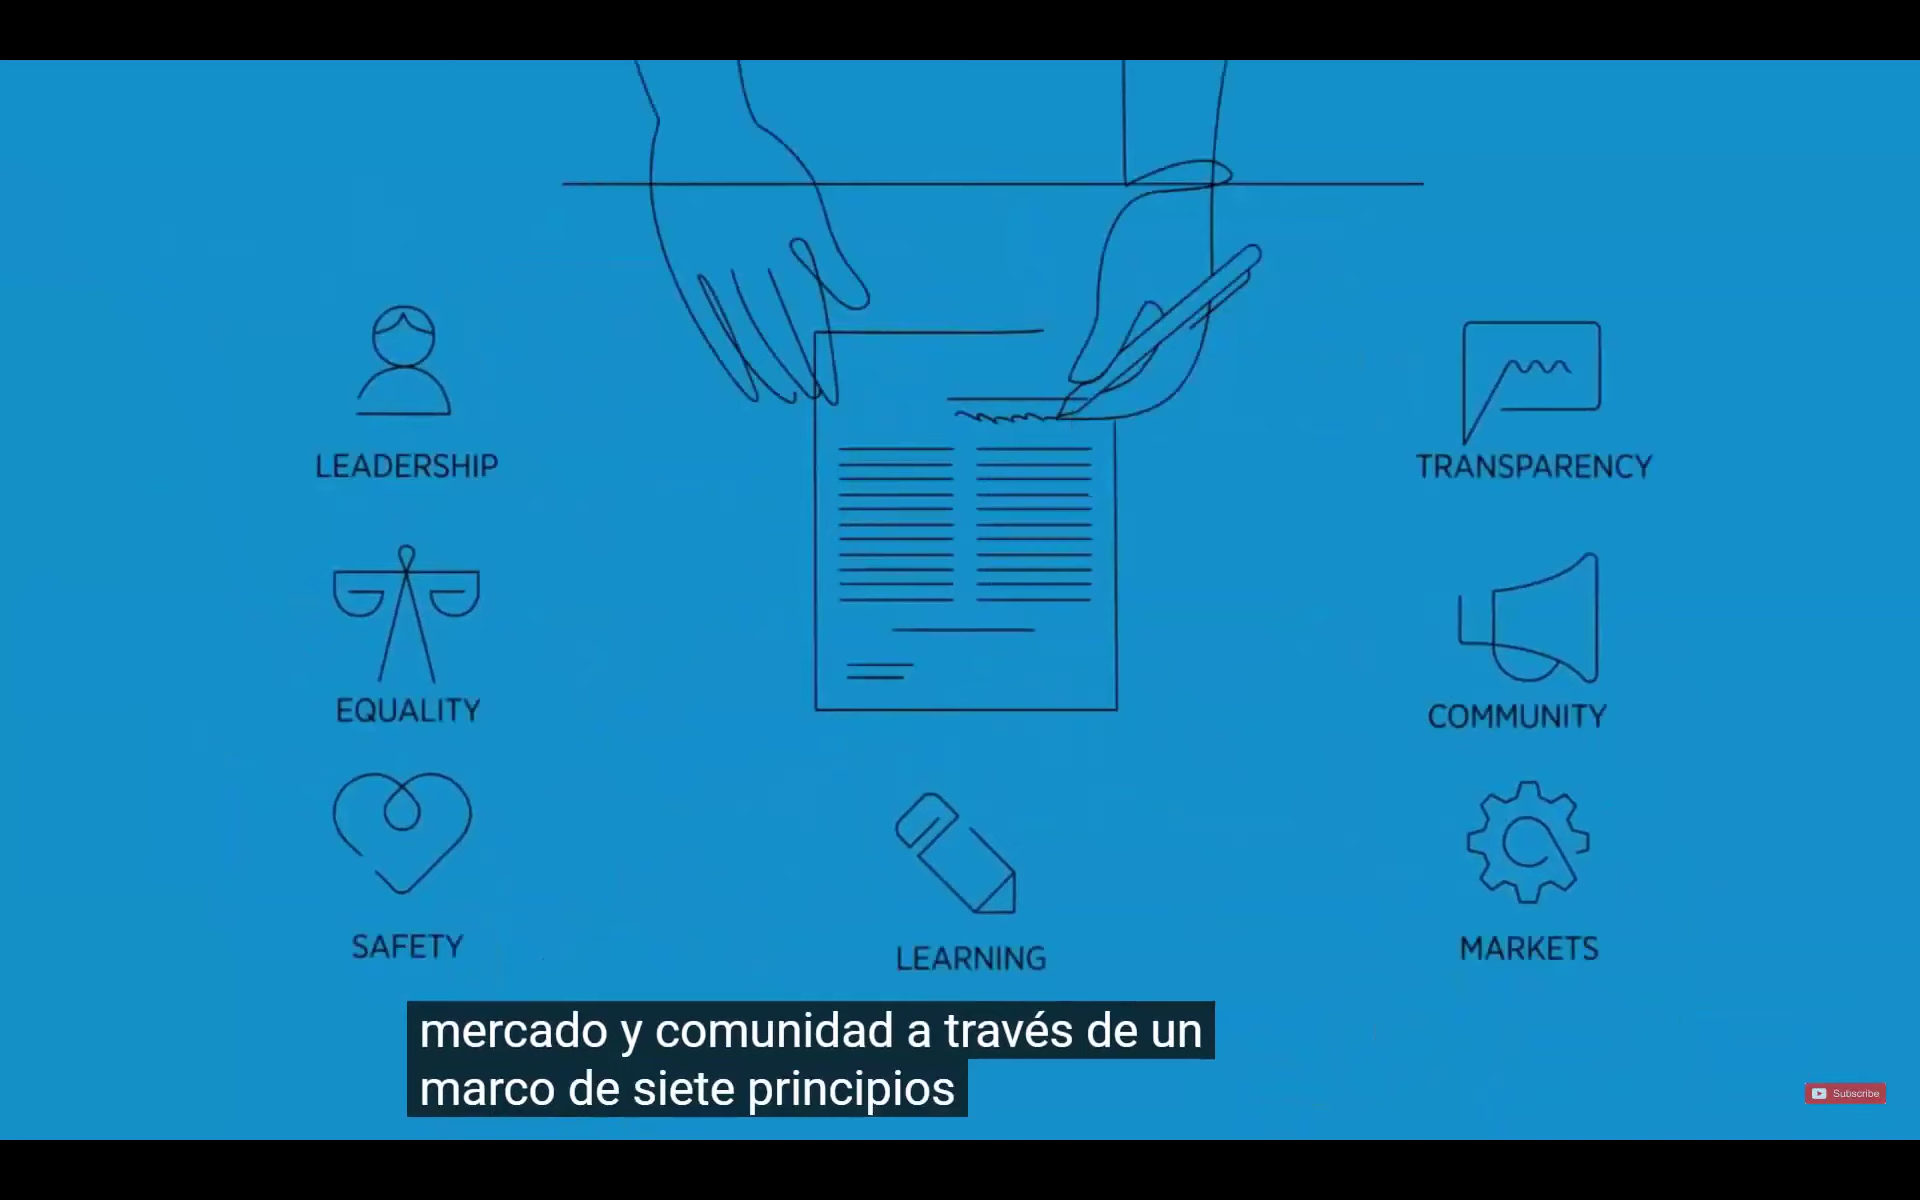 LEADERSHIP
TRANSPARENCY
EQUALITY
COMMUNITY
SAFETY
LEARNING
MARKETS
mercado y comunidad a través de un
marco de siete principios
Subscribe